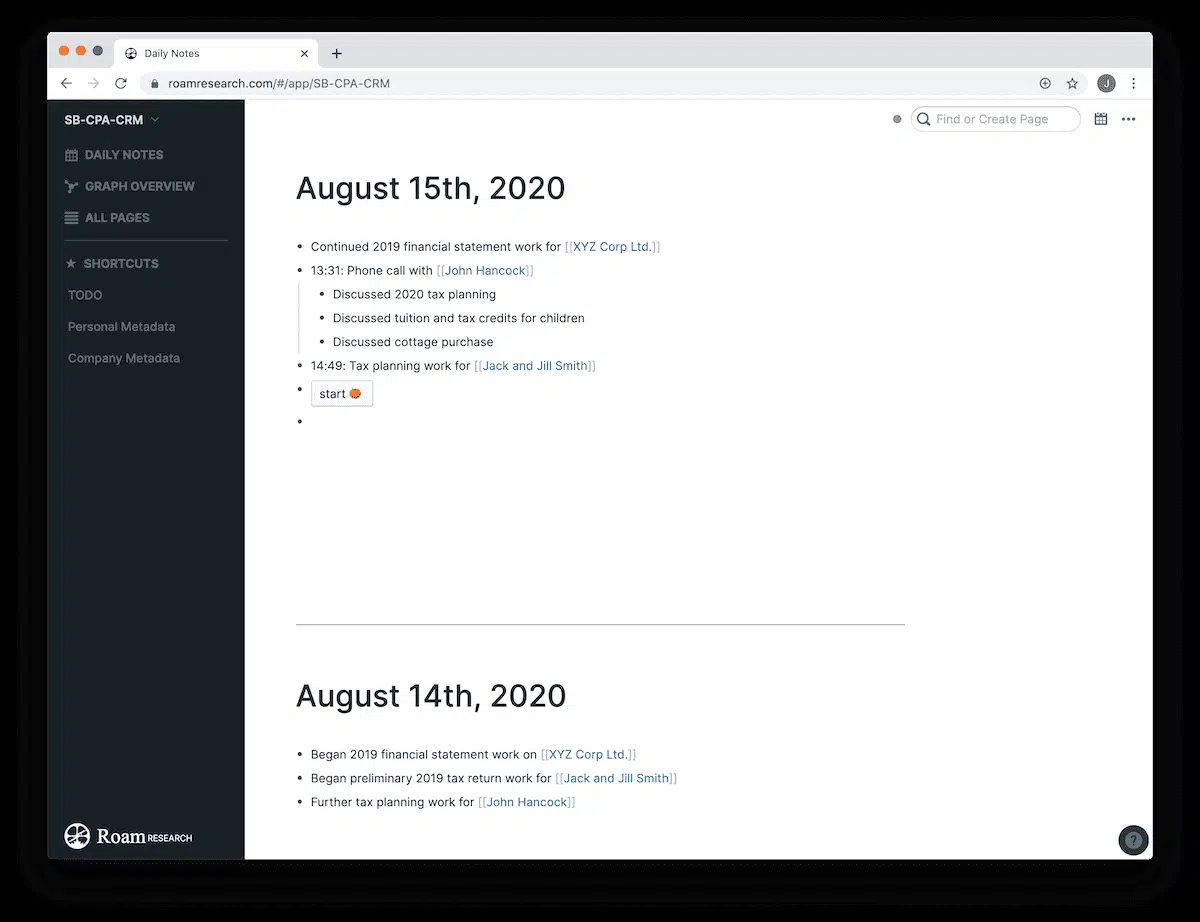 Daily Notes
roamresearch.com/#/app/SB-CPA-CRM
J
SB-CPA-CRM
DAILY NOTES
GRAPH OVERVIEW
ALL PAGES
SHORTCUTS
TODO
Personal Metadata
Company Metadata
Roam RESEARCH
Find or Create Page
August 15th, 2020
Continued 2019 financial statement work for [[XYZ Corp Ltd.]]
13:31: Phone call with [[John Hancock]]
Discussed 2020 tax planning
Discussed tuition and tax credits for children
Discussed cottage purchase
14:49: Tax planning work for [[Jack and Jill Smith]]
start
August 14th, 2020
Began 2019 financial statement work on [[XYZ Corp Ltd.]]
Began preliminary 2019 tax return work for [[Jack and Jill Smith]]
Further tax planning work for [[John Hancock]]
?